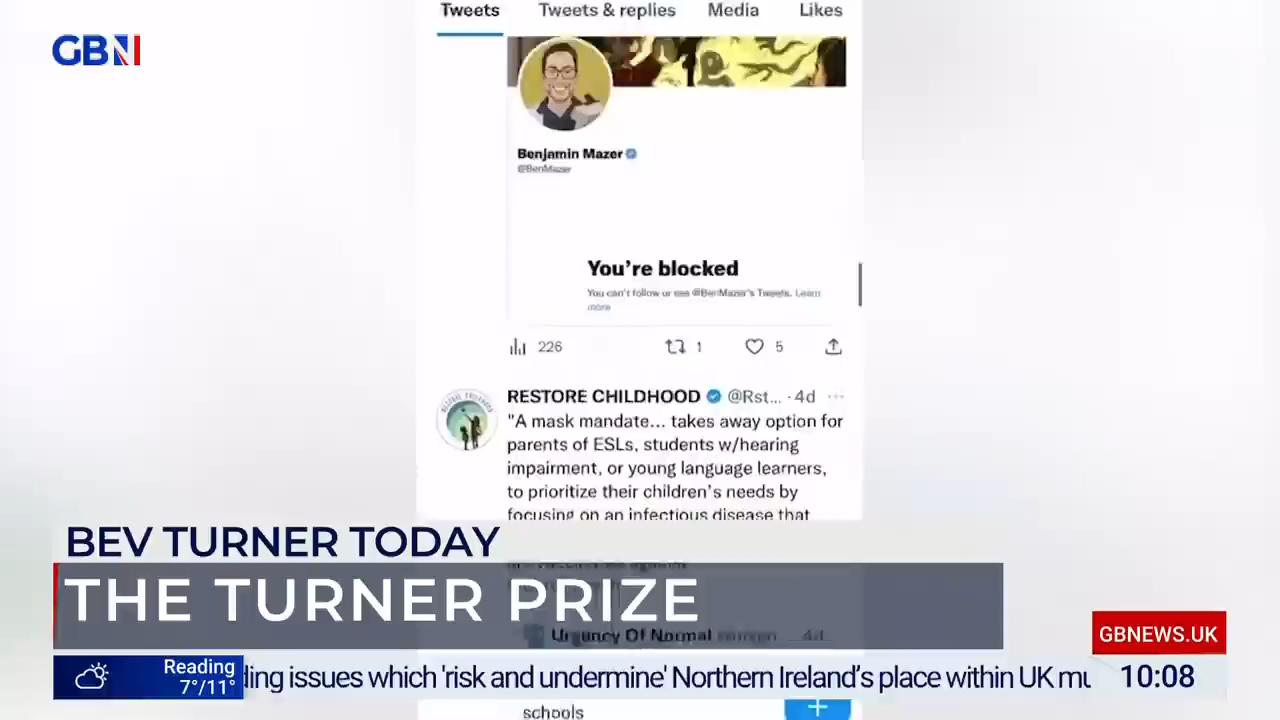 GBN
Tweets Tweets & replies Media Likes
Benjamin Mazer
@BenMazer
You're blocked
You can't follow or see @BenMazer's Tweets. Learn
more
226 1 5
RESTORE CHILDHOOD @Rst... · 4d ...
"A mask mandate... takes away option for
parents of ESLs, students w/hearing
impairment, or young language learners,
to prioritize their children's needs by
focusing on an infectious disease that
BEV TURNER TODAY
THE TURNER PRIZE
Urgency Of Normal
4d
GBNEWS.UK
Reading
7°/11°
ding issues which 'risk and undermine' Northern Ireland's place within UK mu
10:08
schools